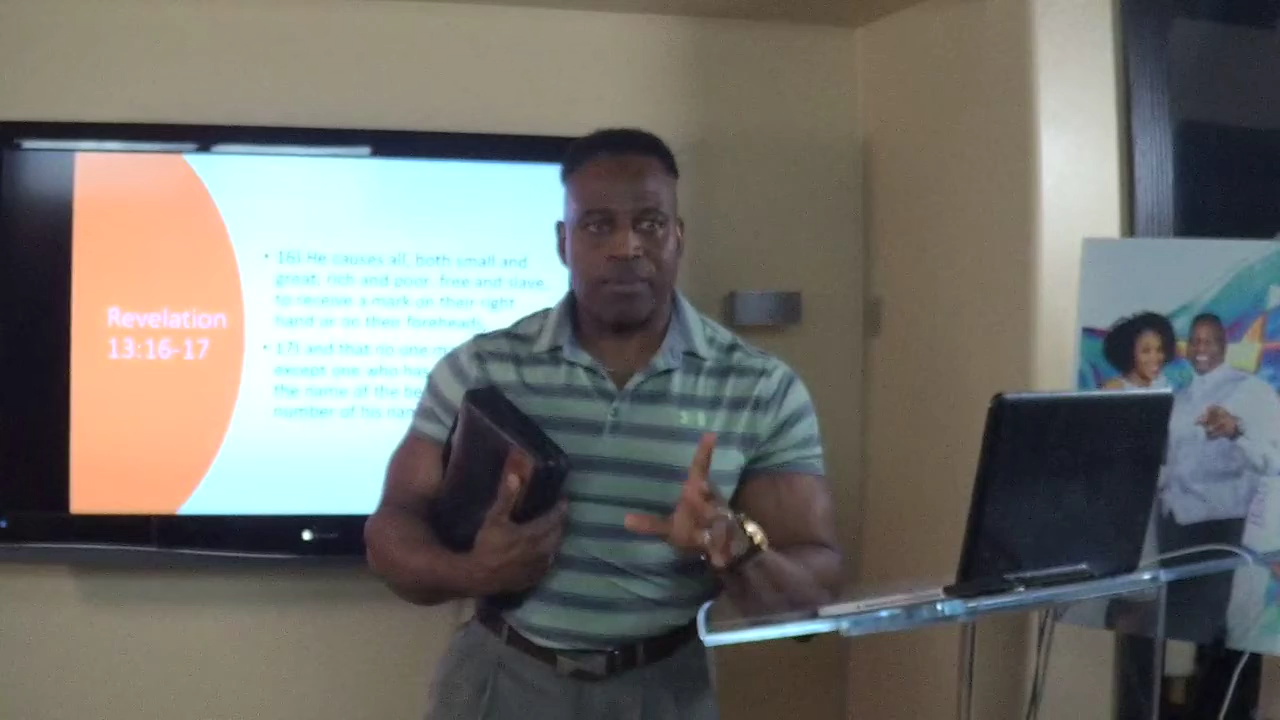 Revelation
13:16-17
• 16) He causes all, both small and
great, rich and poor, free and slave,
to receive a mark on their right
hand or on their foreheads,
• 17) and that no one
except one who has
the name of the
number of his